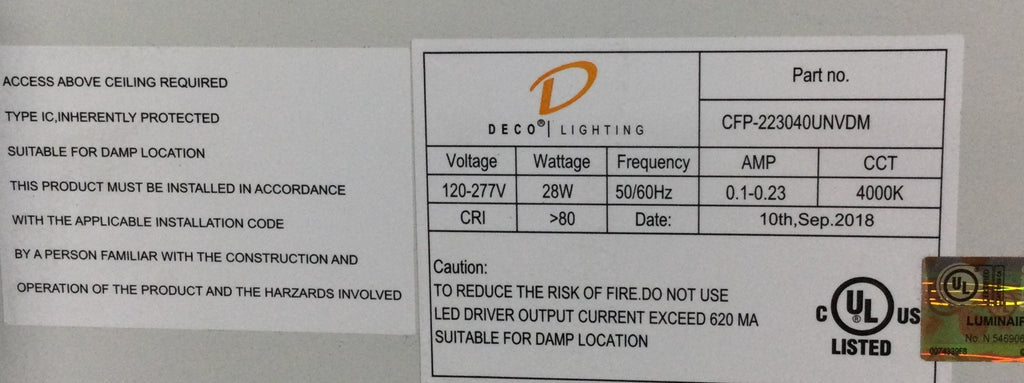 ACCESS ABOVE CEILING REQUIRED
TYPE IC,INHERENTLY PROTECTED
SUITABLE FOR DAMP LOCATION
THIS PRODUCT MUST BE INSTALLED IN ACCORDANCE
WITH THE APPLICABLE INSTALLATION CODE
BY A PERSON FAMILIAR WITH THE CONSTRUCTION AND
OPERATION OF THE PRODUCT AND THE HARZARDS INVOLVED
D
DECO® | LIGHTING
Part no.
CFP-223040UNVDM
Voltage Wattage Frequency AMP CCT
120-277V 28W 50/60Hz 0.1-0.23 4000K
CRI >80 Date: 10th,Sep.2018
Caution:
TO REDUCE THE RISK OF FIRE.DO NOT USE
LED DRIVER OUTPUT CURRENT EXCEED 620 MA
SUITABLE FOR DAMP LOCATION
C UL US
LISTED
UL
LUMINAIR
No. N 546906